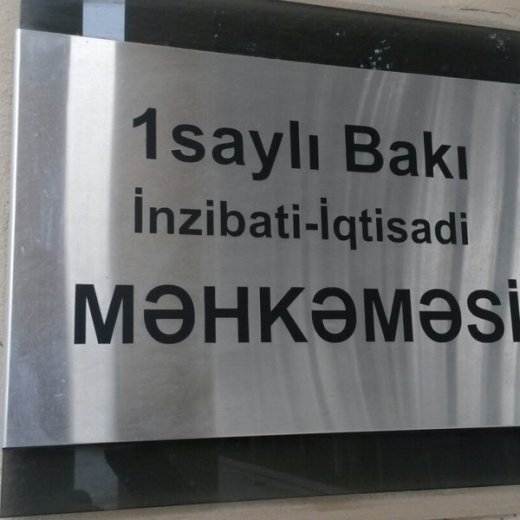 1saylı Bakı
İnzibati-İqtisadi
MƏHKƏMƏSİ